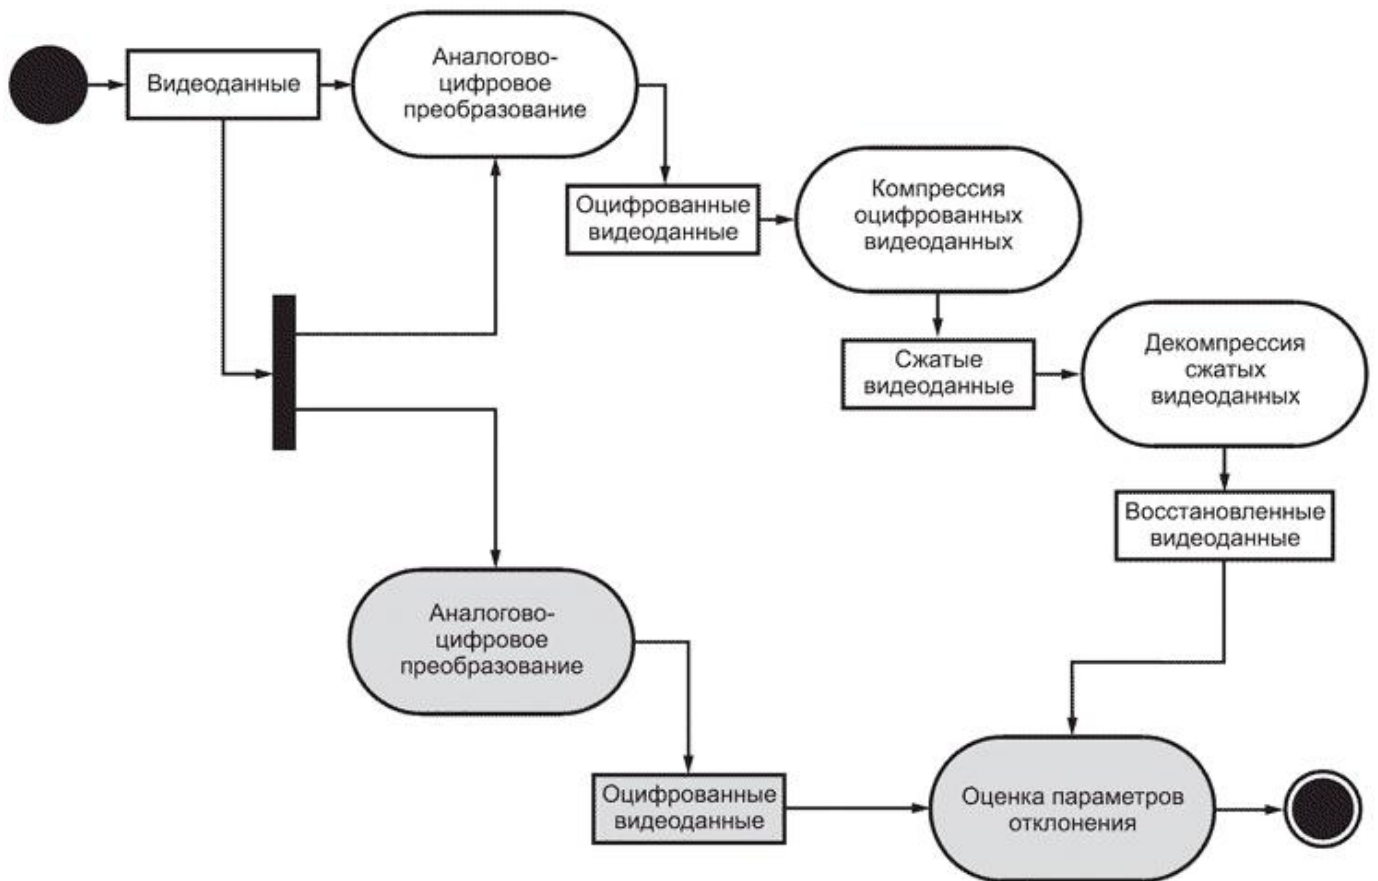 Видеоданные
Аналогово-
цифровое
преобразование
Оцифрованные
видеоданные
Компрессия
оцифрованных
видеоданных
Сжатые
видеоданные
Декомпрессия
сжатых
видеоданных
Восстановленные
видеоданные
Аналогово-
цифровое
преобразование
Оцифрованные
видеоданные
Оценка параметров
отклонения